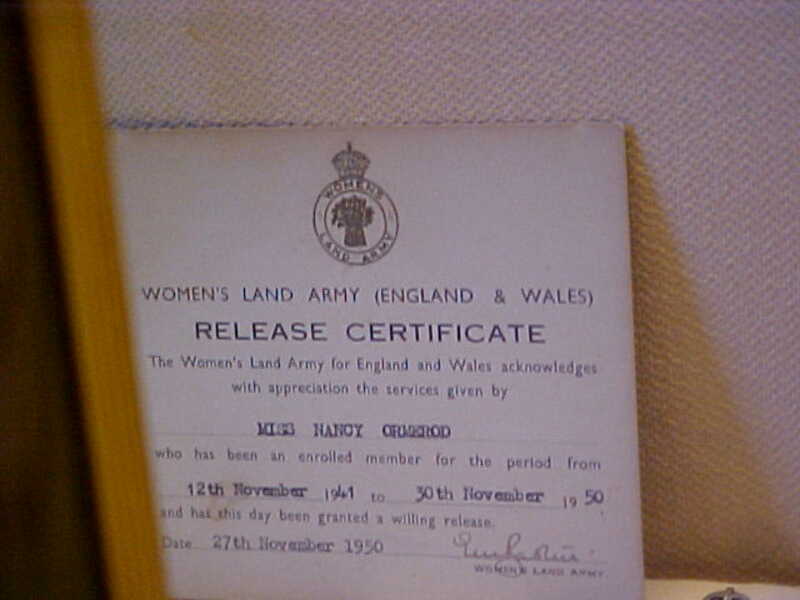 WOMENS
LAND ARMY
WOMEN'S LAND ARMY (ENGLAND & WALES)
RELEASE CERTIFICATE
The Women's Land Army for England and Wales acknowledges
with appreciation the services given by
MISS NANCY ORMEROD
who has been an enrolled member for the period from
12th November 1941 to 30th November 1950
and has this day been granted a willing release.
Date 27th November 1950
WOMEN'S LAND ARMY.